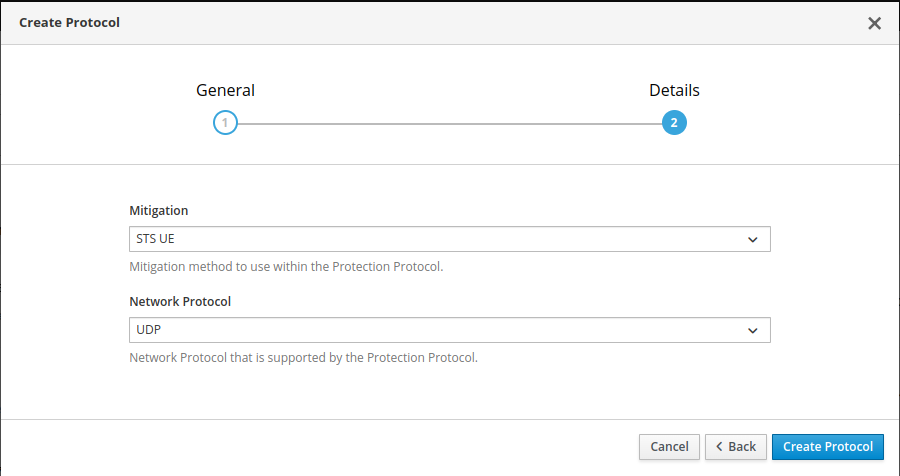 Create Protocol
General
Details
1
2
Mitigation
STS UE
Mitigation method to use within the Protection Protocol.
Network Protocol
UDP
Network Protocol that is supported by the Protection Protocol.
Cancel
Back
Create Protocol